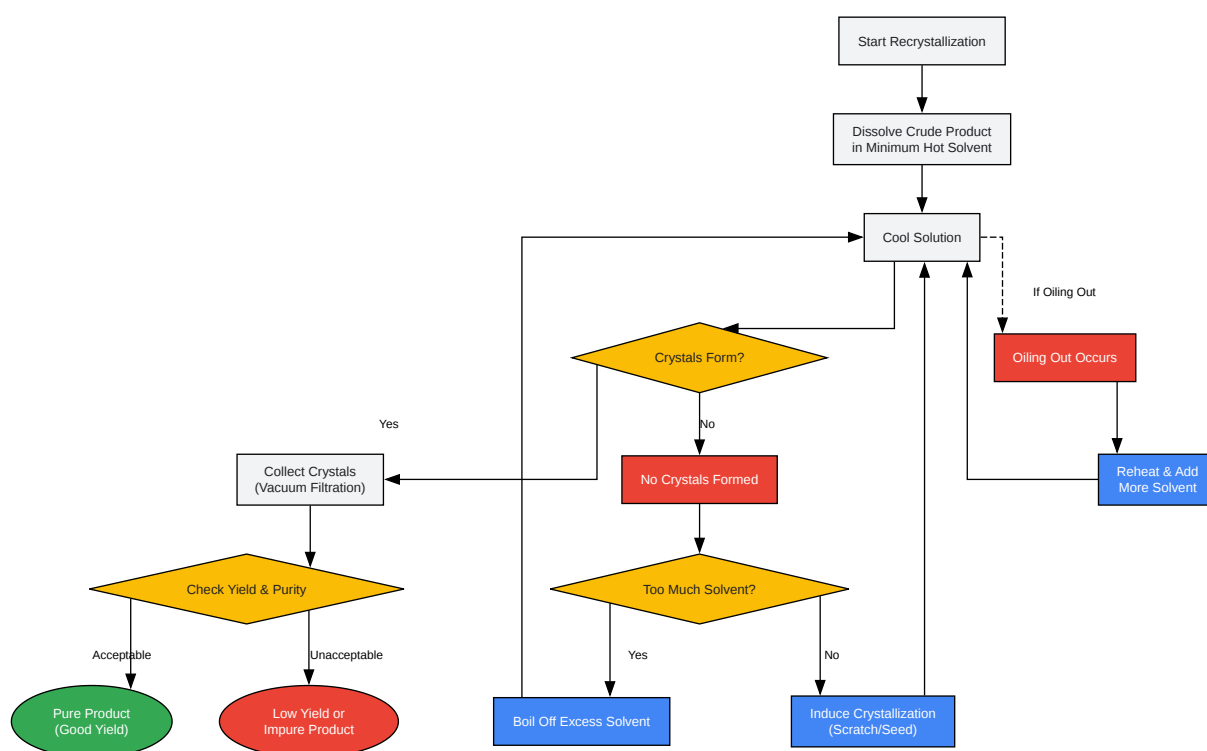 Start Recrystallization
Dissolve Crude Product
in Minimum Hot Solvent
Cool Solution
If Oiling Out
Crystals Form?
Oiling Out Occurs
Yes
No
Collect Crystals
(Vacuum Filtration)
No Crystals Formed
Reheat & Add
More Solvent
Check Yield & Purity
Too Much Solvent?
Acceptable
Unacceptable
Yes
No
Pure Product
(Good Yield)
Low Yield or
Impure Product
Boil Off Excess Solvent
Induce Crystallization
(Scratch/Seed)